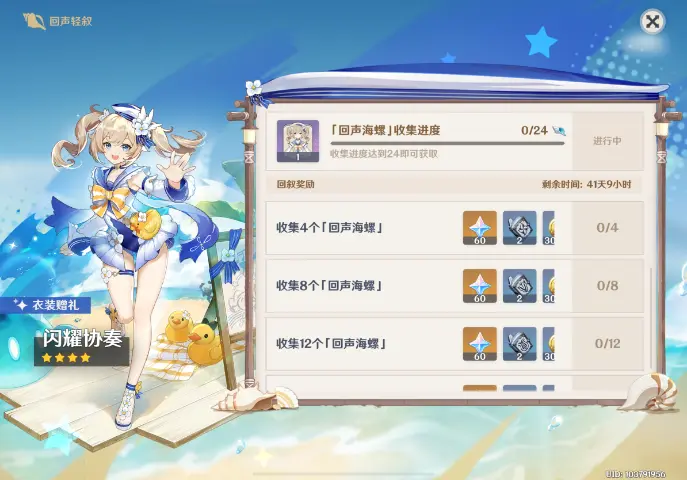 回声轻叙
「回声海螺」收集进度
0/24
收集进度达到24即可获取
进行中
1
回叙奖励
剩余时间: 41天9小时
收集4个「回声海螺」
60
2
0/4
收集8个「回声海螺」
60
2
0/8
收集12个「回声海螺」
60
2
0/12
衣装赠礼
闪耀协奏
UID: 103791956